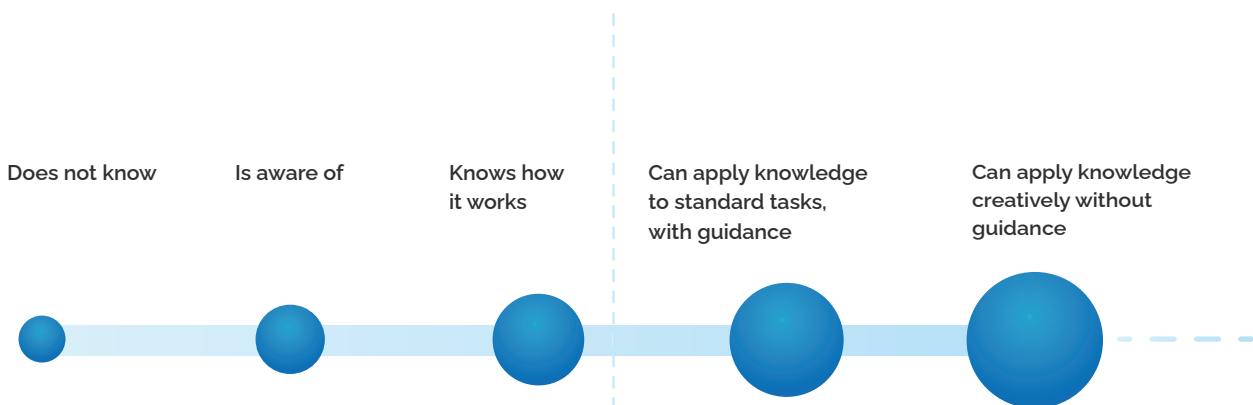 Does not know
Is aware of
Knows how
it works
Can apply knowledge
to standard tasks,
with guidance
Can apply knowledge
creatively without
guidance